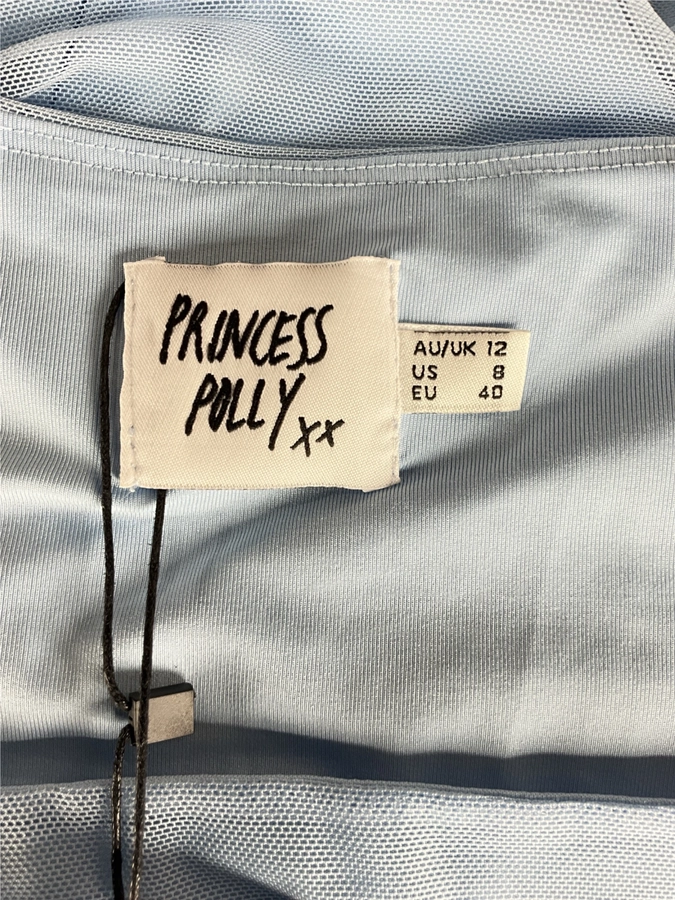 PRINCESS
POLLY xx
AU/UK 12
US 8
EU 40